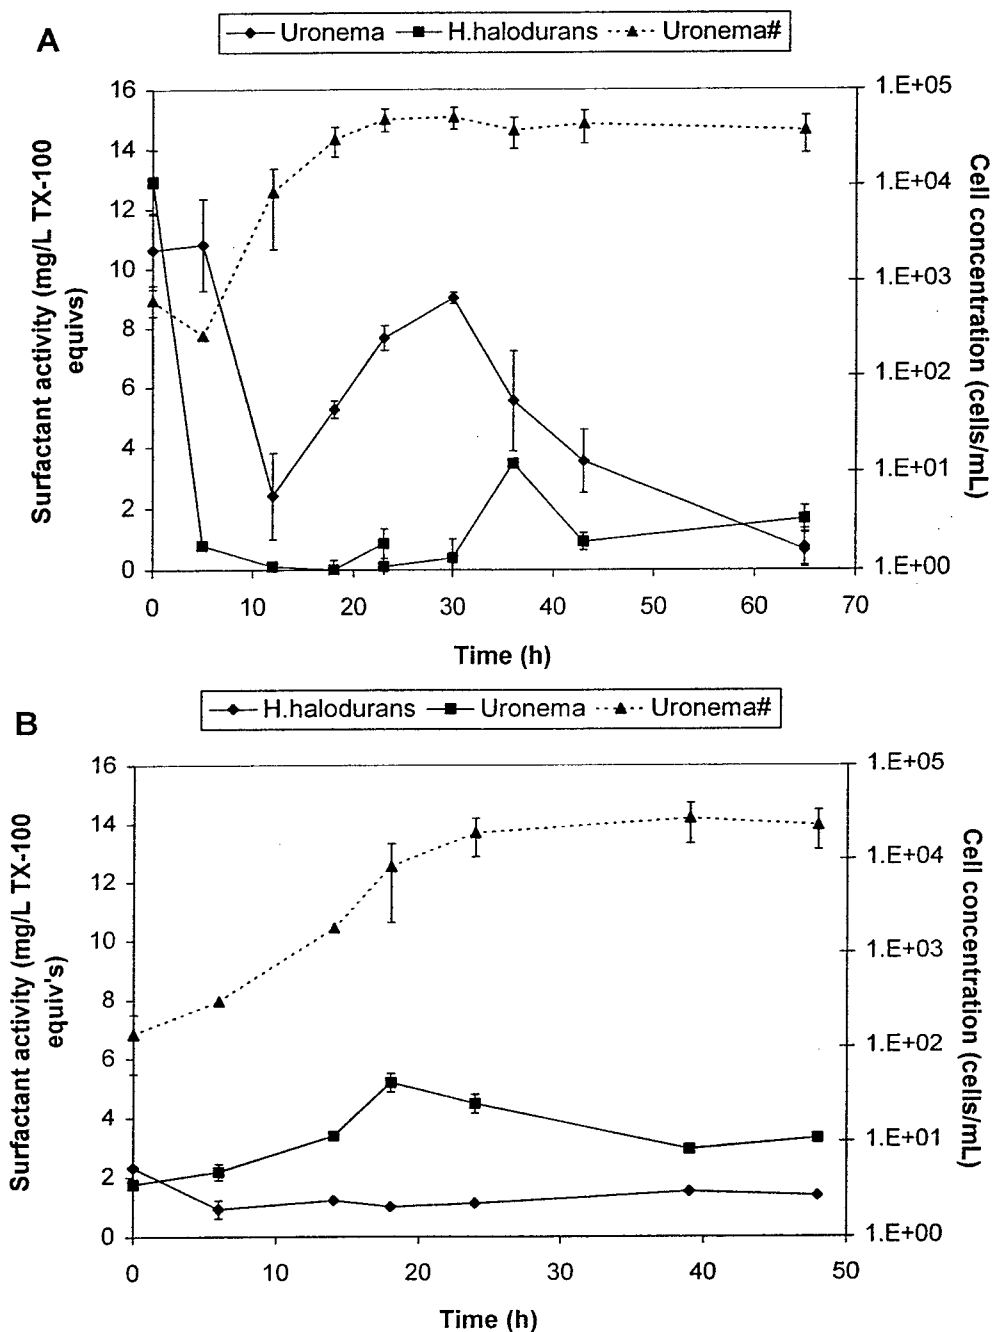 A
Uronema H.halodurans Uronema#
16
14
12
10
8
6
4
2
0
Surfactant activity (mg/L TX-100
equivs)
1.E+05
1.E+04
1.E+03
1.E+02
1.E+01
1.E+00
Cell concentration (cells/mL)
0 10 20 30 40 50 60 70
Time (h)
B
H.halodurans Uronema Uronema#
16
14
12
10
8
6
4
2
0
Surfactant activity (mg/L TX-100
equiv's)
1.E+05
1.E+04
1.E+03
1.E+02
1.E+01
1.E+00
Cell concentration (cells/mL)
0 10 20 30 40 50
Time (h)